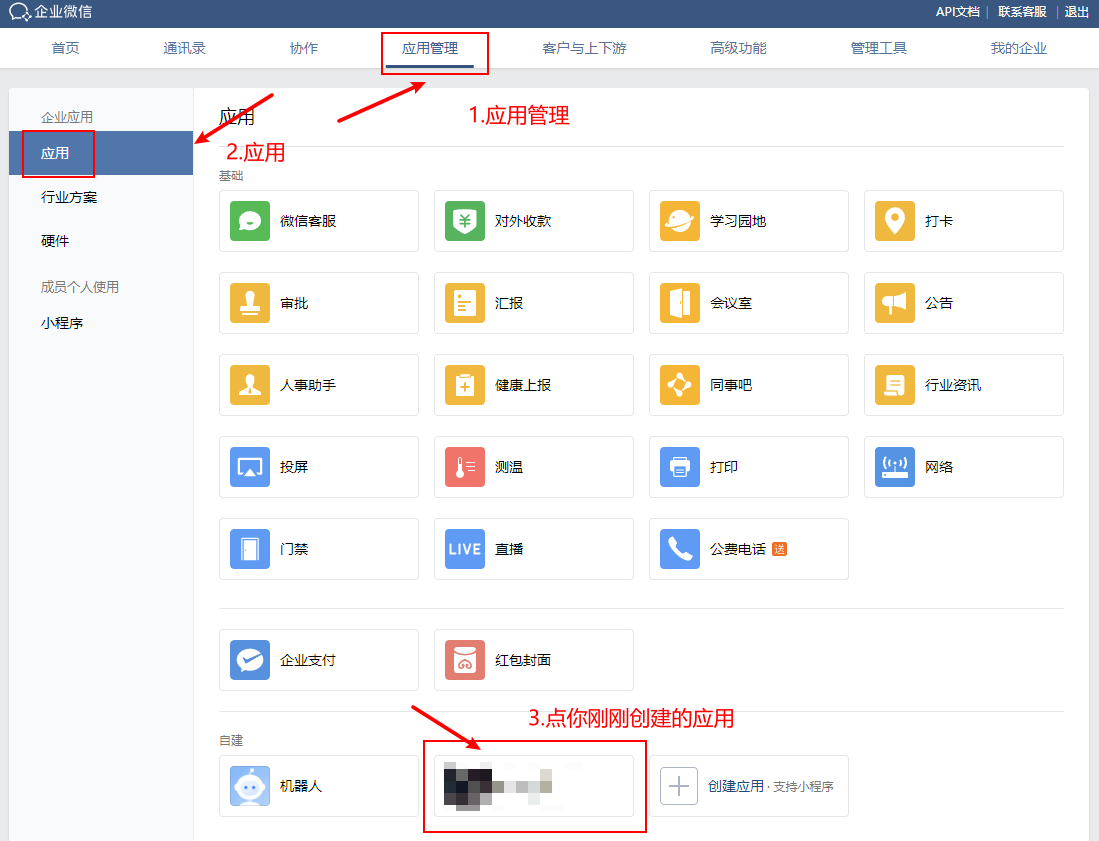 企业微信
API文档 | 联系客服 | 退出
首页 通讯录 协作 应用管理 客户与上下游 高级功能 管理工具 我的企业
企业应用
应用
行业方案
硬件
成员个人使用
小程序
应用
1.应用管理
2.应用
基础
微信客服 对外收款 学习园地 打卡
审批 汇报 会议室 公告
人事助手 健康上报 同事吧 行业资讯
投屏 测温 打印 网络
门禁 LIVE 直播 公费电话 送
企业支付 红包封面
3.点你刚刚创建的应用
自建
机器人 创建应用 · 支持小程序